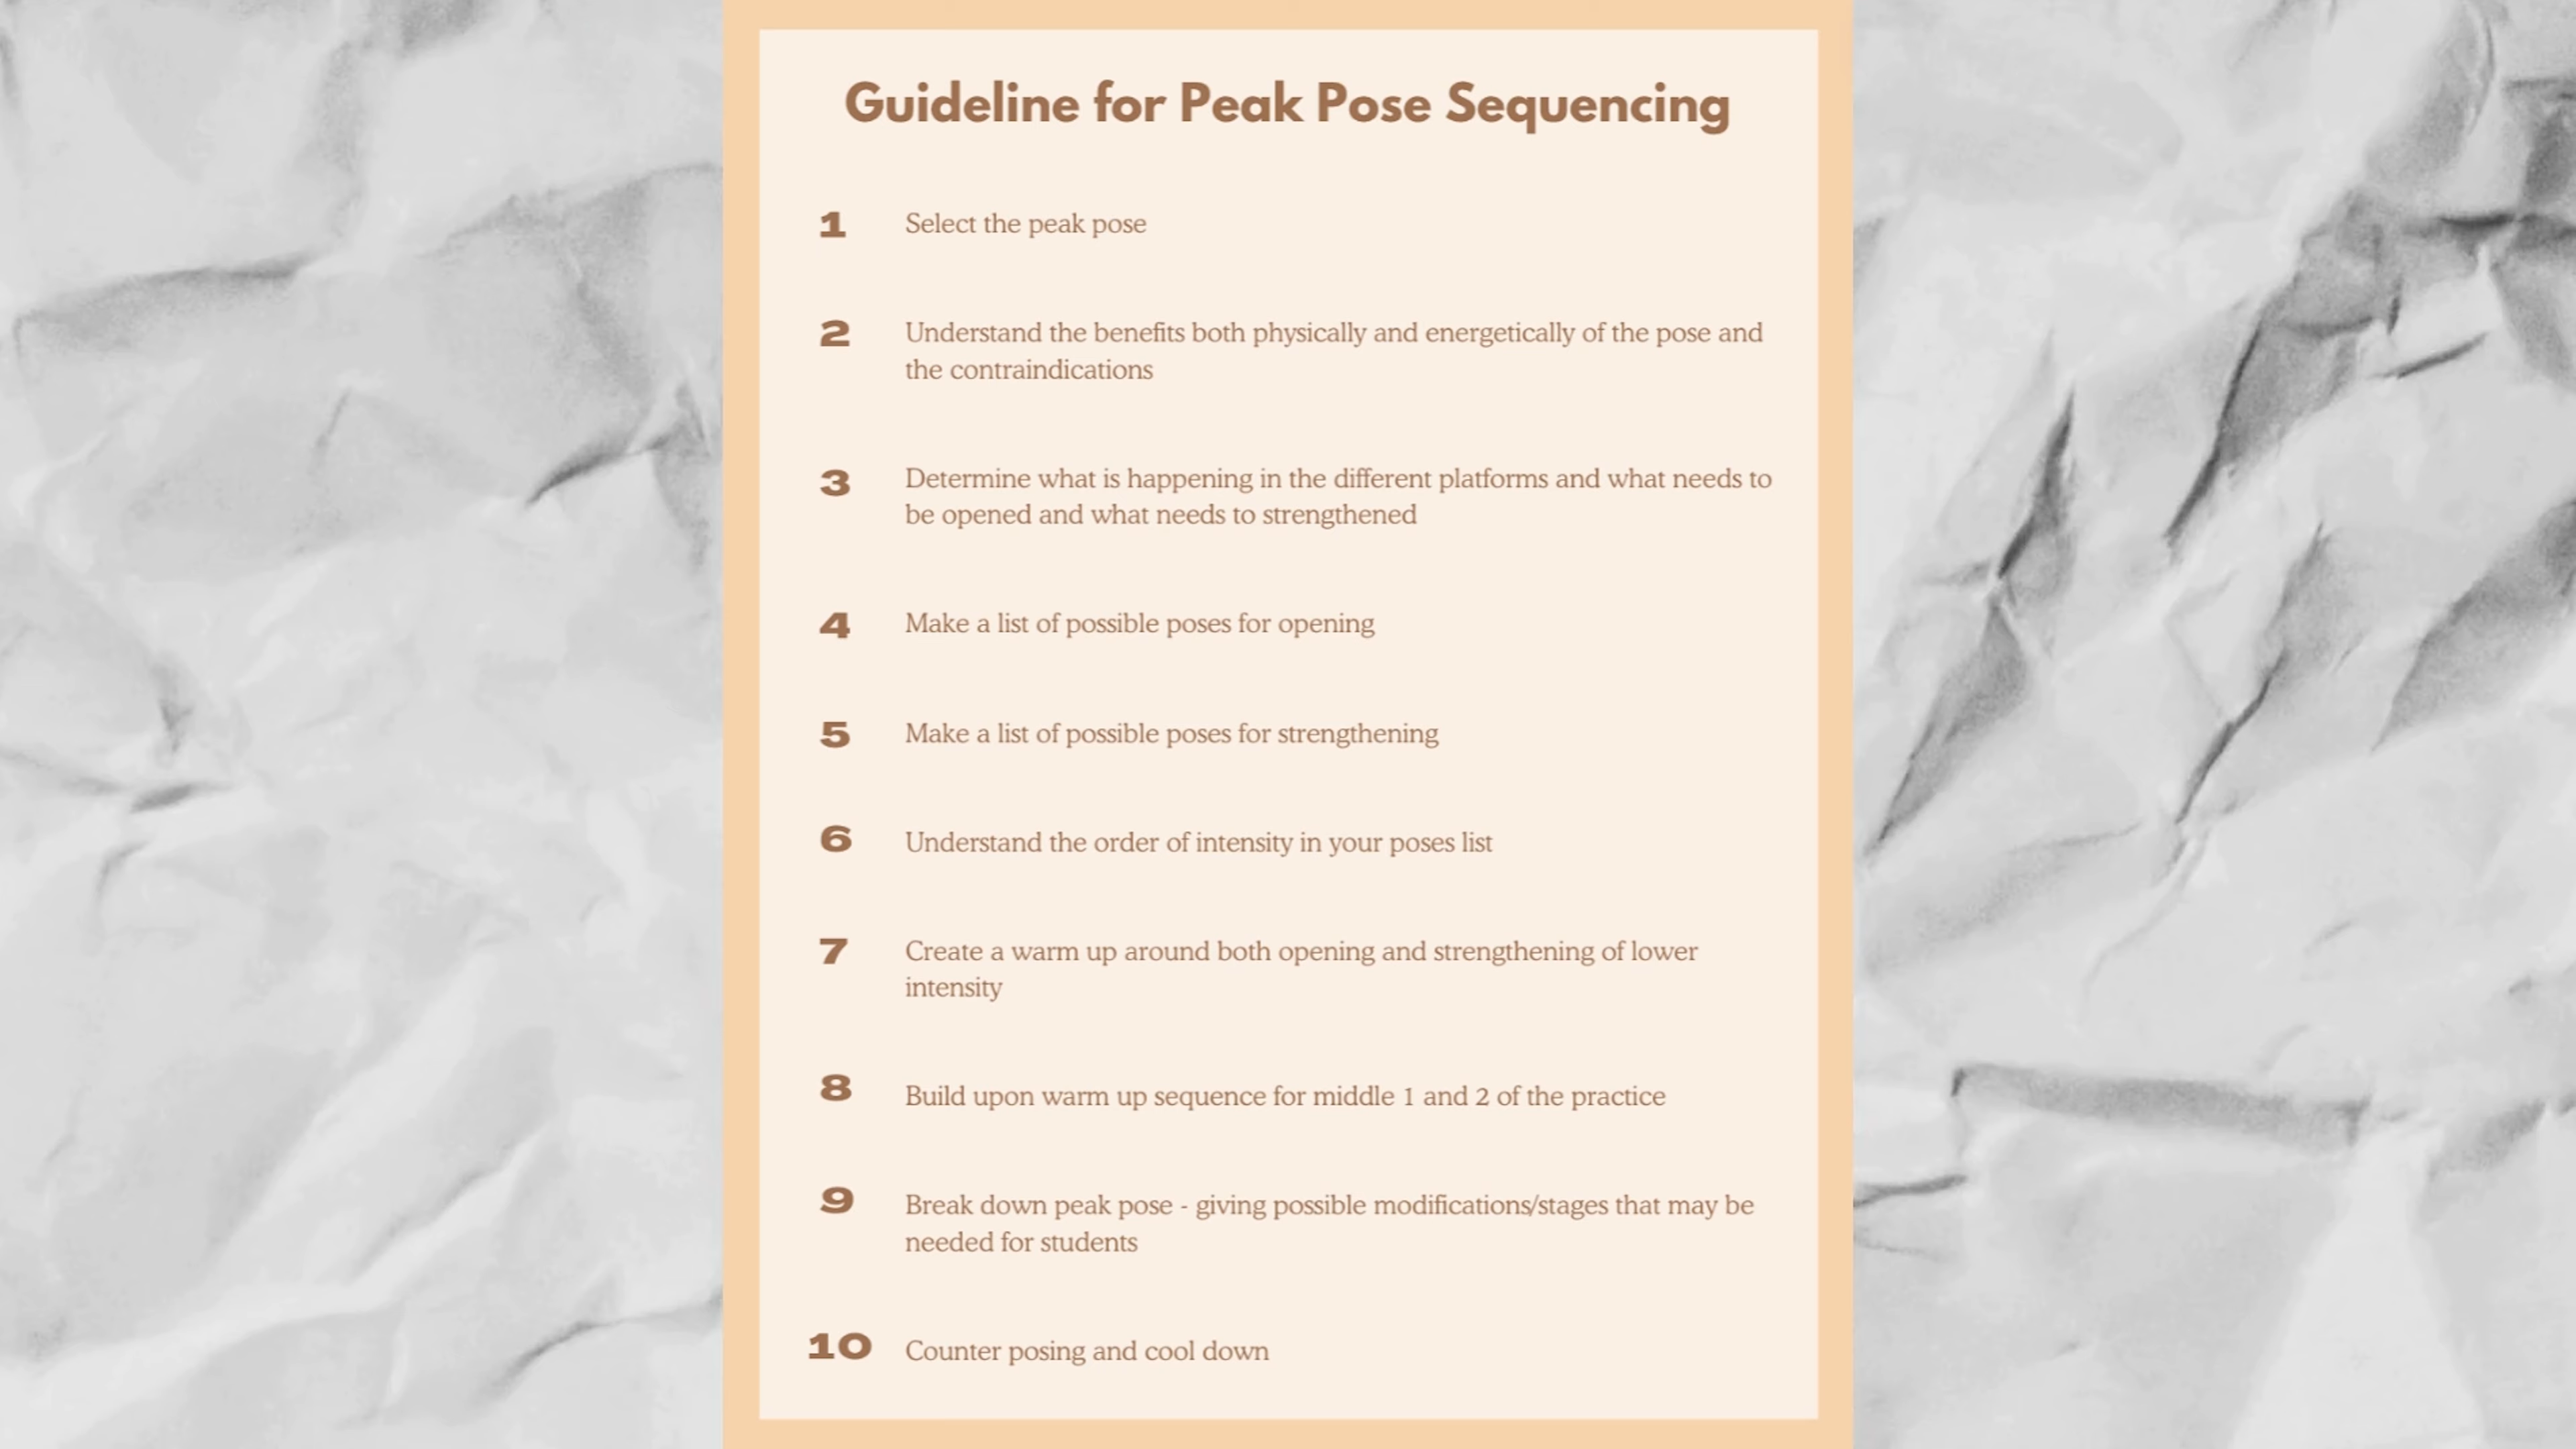 Guideline for Peak Pose Sequencing
1 Select the peak pose
2 Understand the benefits both physically and energetically of the pose and
the contraindications
3 Determine what is happening in the different platforms and what needs to
be opened and what needs to strengthened
4 Make a list of possible poses for opening
5 Make a list of possible poses for strengthening
6 Understand the order of intensity in your poses list
7 Create a warm up around both opening and strengthening of lower
intensity
8 Build upon warm up sequence for middle 1 and 2 of the practice
9 Break down peak pose - giving possible modifications/stages that may be
needed for students
10 Counter posing and cool down